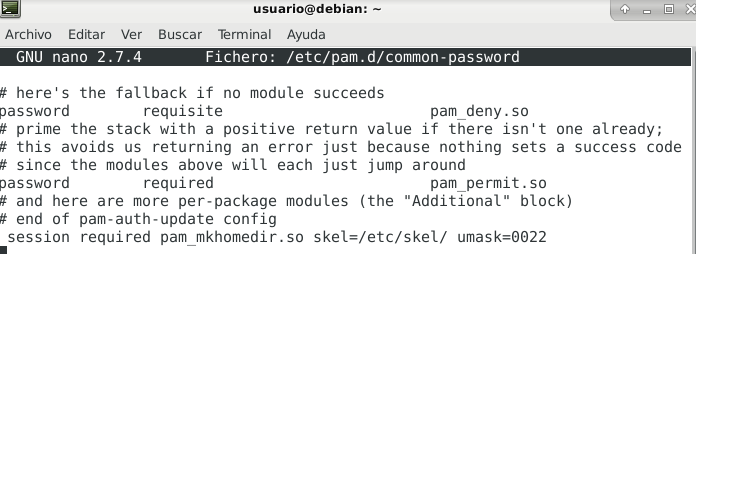 usuario@debian: ~
Archivo Editar Ver Buscar Terminal Ayuda
GNU nano 2.7.4 Fichero: /etc/pam.d/common-password
# here's the fallback if no module succeeds
password requisite pam_deny.so
# prime the stack with a positive return value if there isn't one already;
# this avoids us returning an error just because nothing sets a success code
# since the modules above will each just jump around
password required pam_permit.so
# and here are more per-package modules (the "Additional" block)
# end of pam-auth-update config
session required pam_mkhomedir.so skel=/etc/skel/ umask=0022